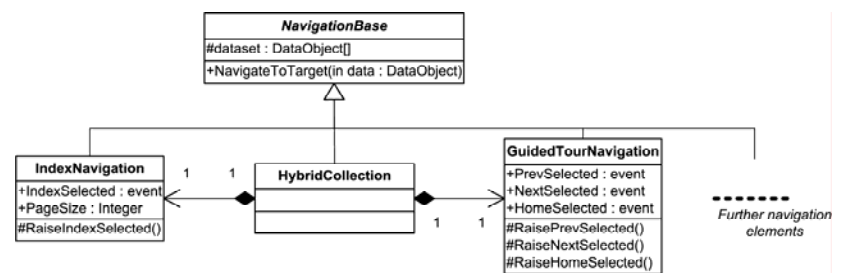 NavigationBase
#dataset : DataObject[]
+NavigateToTarget(in data : DataObject)
IndexNavigation
+IndexSelected : event
+PageSize : Integer
#RaiseIndexSelected()
1
1
HybridCollection
1
1
GuidedTourNavigation
+PrevSelected : event
+NextSelected : event
+HomeSelected : event
#RaisePrevSelected()
#RaiseNextSelected()
#RaiseHomeSelected()
Further navigation
elements